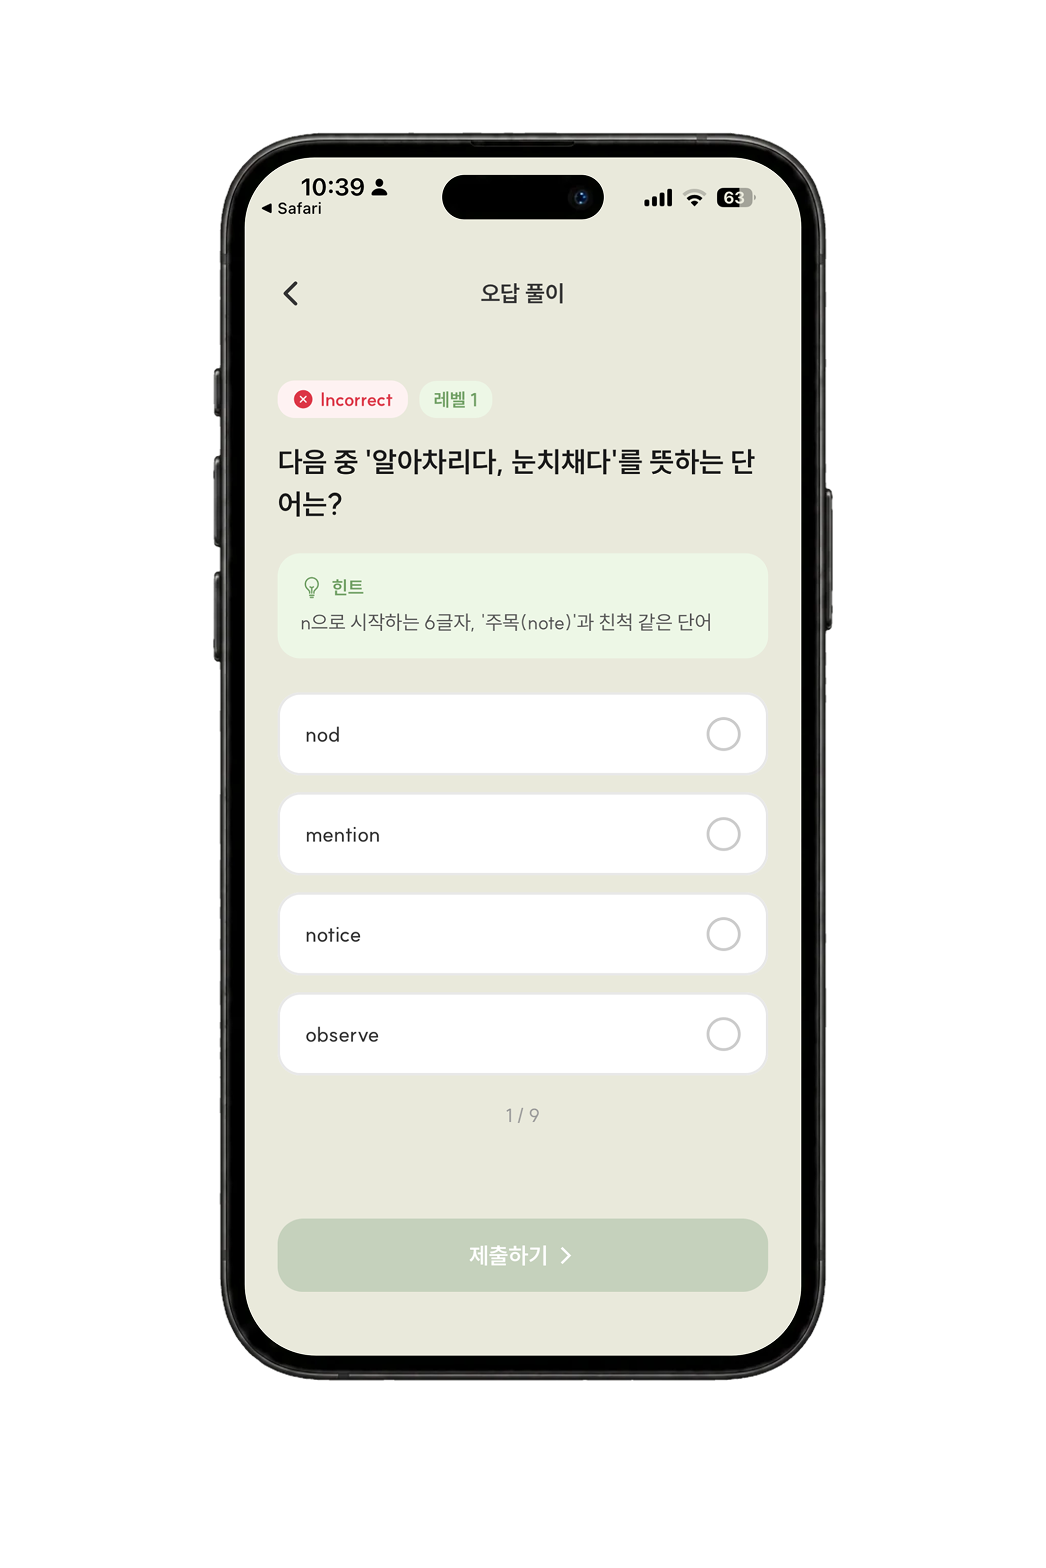 10:39
Safari
63
오답 풀이
Incorrect
레벨 1
다음 중 '알아차리다, 눈치채다'를 뜻하는 단
어는?
힌트
n으로 시작하는 6글자, '주목(note)'과 친척 같은 단어
nod
mention
notice
observe
1 / 9
제출하기